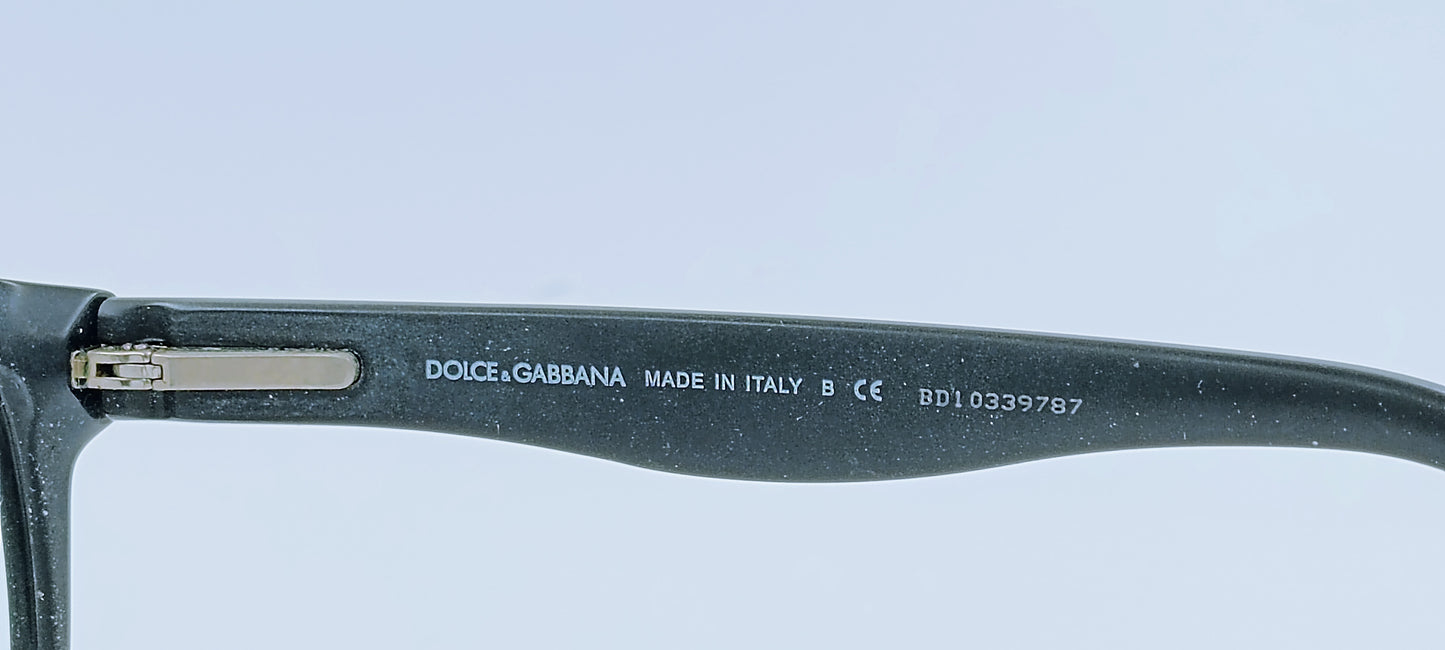 DOLCE&GABBANA MADE IN ITALY B CE BD10339787